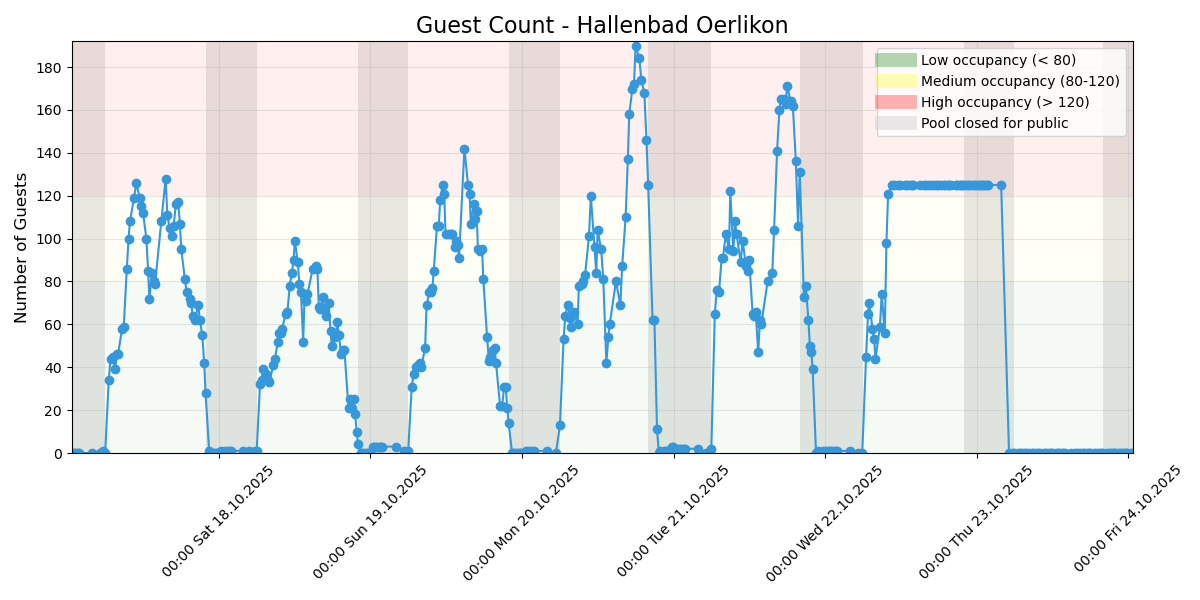 Guest Count - Hallenbad Oerlikon
Number of Guests
180
160
140
120
100
80
60
40
20
0
Low occupancy (< 80)
Medium occupancy (80-120)
High occupancy (> 120)
Pool closed for public
00:00 Sat 18.10.2025
00:00 Sun 19.10.2025
00:00 Mon 20.10.2025
00:00 Tue 21.10.2025
00:00 Wed 22.10.2025
00:00 Thu 23.10.2025
00:00 Fri 24.10.2025